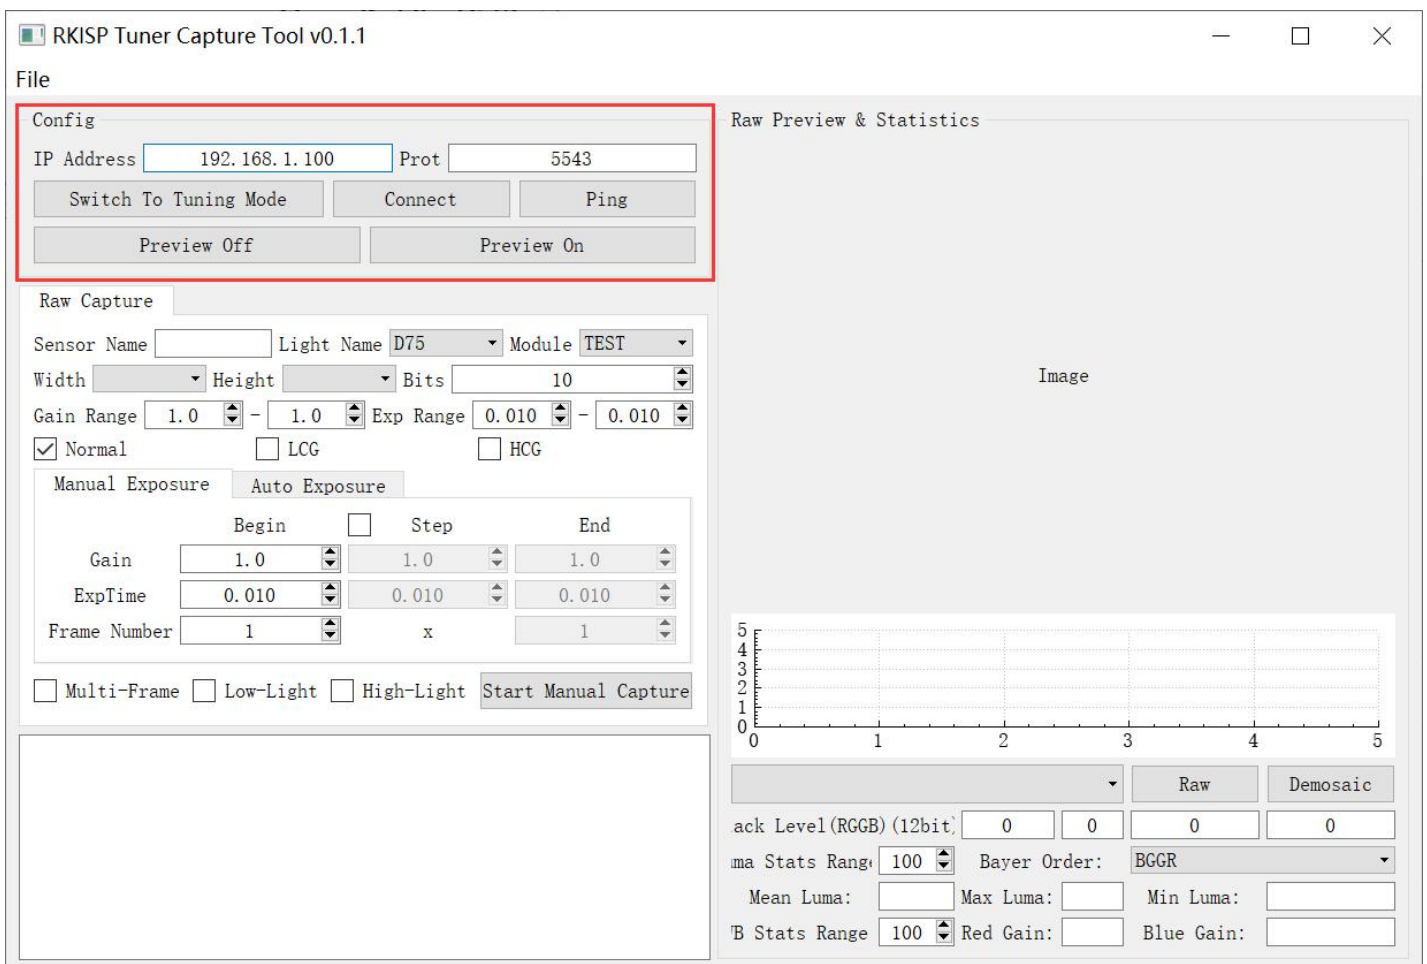 RKISP Tuner Capture Tool v0.1.1
File
Config
IP Address 192.168.1.100 Prot 5543
Switch To Tuning Mode Connect Ping
Preview Off Preview On
Raw Capture
Sensor Name Light Name D75 Module TEST
Width Height Bits 10
Gain Range 1.0 - 1.0 Exp Range 0.010 - 0.010
Normal LCG HCG
Manual Exposure Auto Exposure
Begin Step End
Gain 1.0 1.0 1.0
ExpTime 0.010 0.010 0.010
Frame Number 1 x 1
Multi-Frame Low-Light High-Light Start Manual Capture
Raw Preview & Statistics
Image
5
4
3
2
1
0
0 1 2 3 4 5
Raw Demosaic
ack Level(RGGB)(12bit) 0 0 0 0
ma Stats Rang 100 Bayer Order: BGGR
Mean Luma: Max Luma: Min Luma:
B Stats Range 100 Red Gain: Blue Gain: